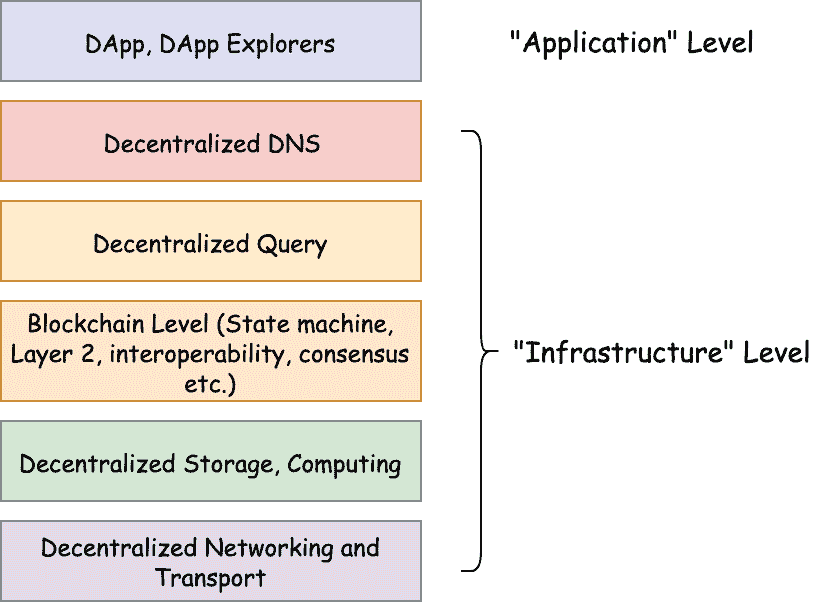 DApp, DApp Explorers
"Application" Level
Decentralized DNS
Decentralized Query
Blockchain Level (State machine,
Layer 2, interoperability, consensus
etc.)
"Infrastructure" Level
Decentralized Storage, Computing
Decentralized Networking and
Transport